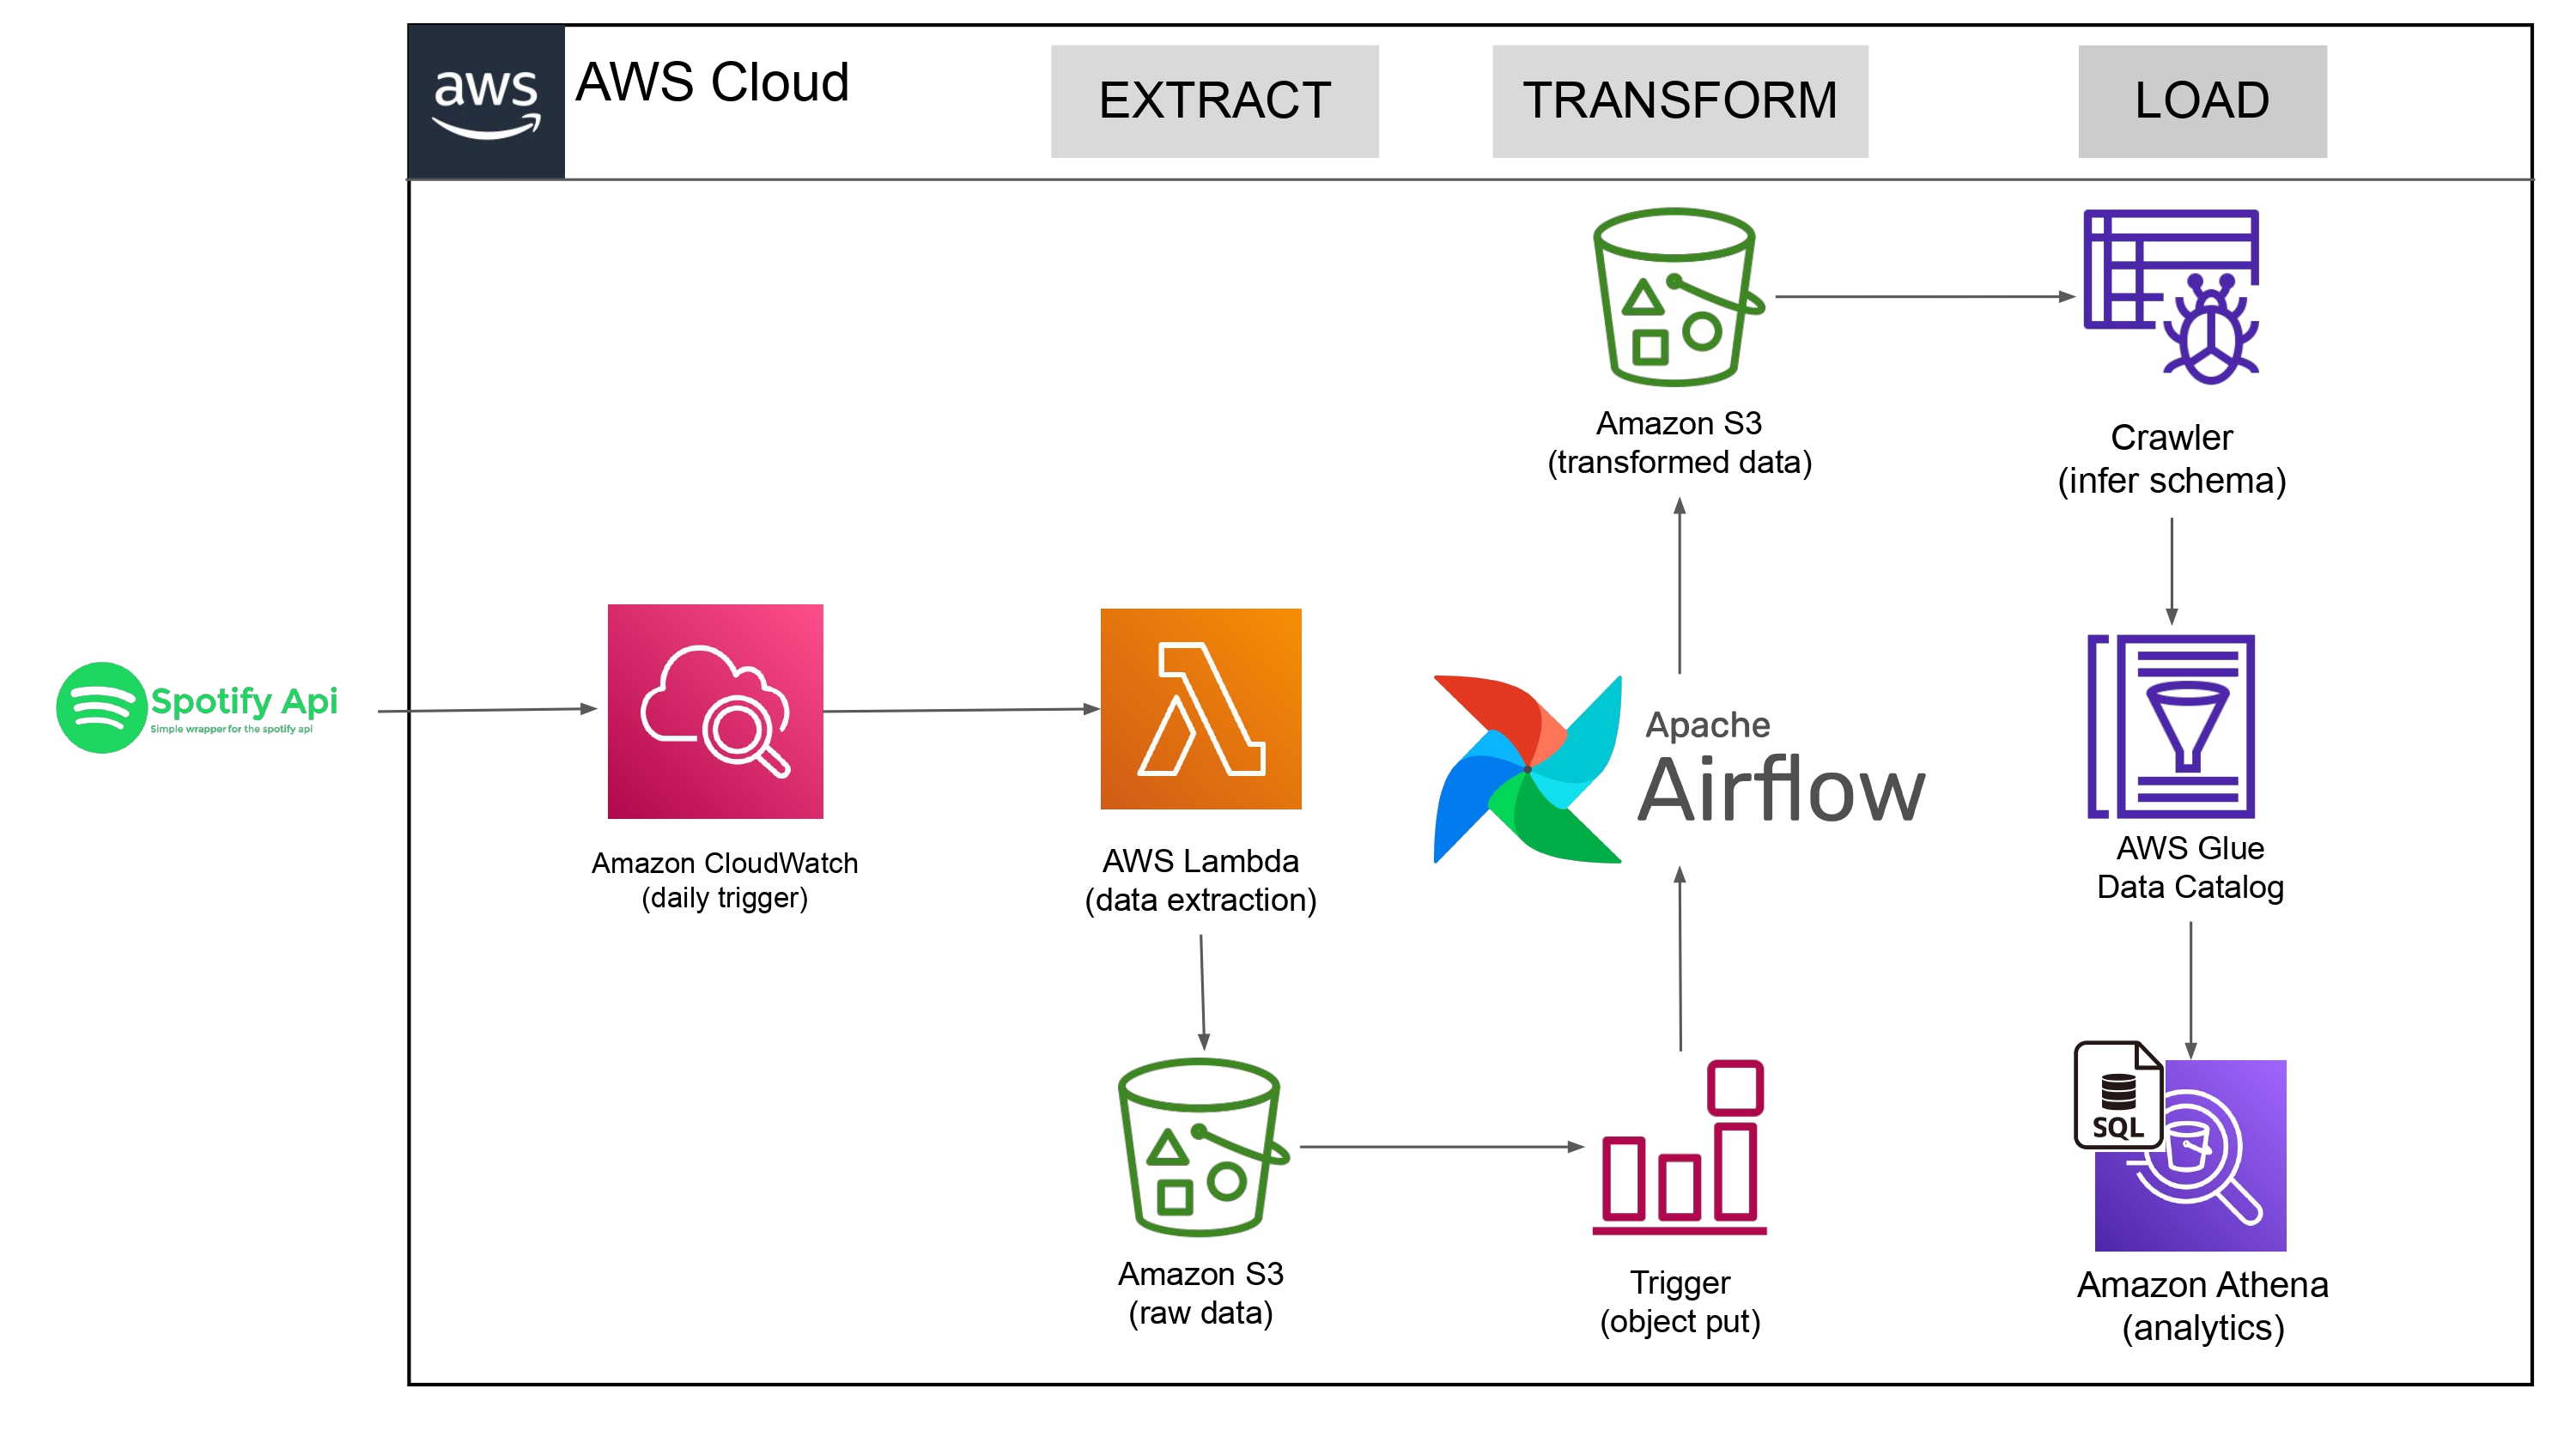 aws
AWS Cloud
EXTRACT
TRANSFORM
LOAD
Amazon S3
(transformed data)
Crawler
(infer schema)
Spotify Api
Simple wrapper for the spotify api
Amazon CloudWatch
(daily trigger)
AWS Lambda
(data extraction)
Apache
Airflow
AWS Glue
Data Catalog
Amazon S3
(raw data)
Trigger
(object put)
SQL
Amazon Athena
(analytics)